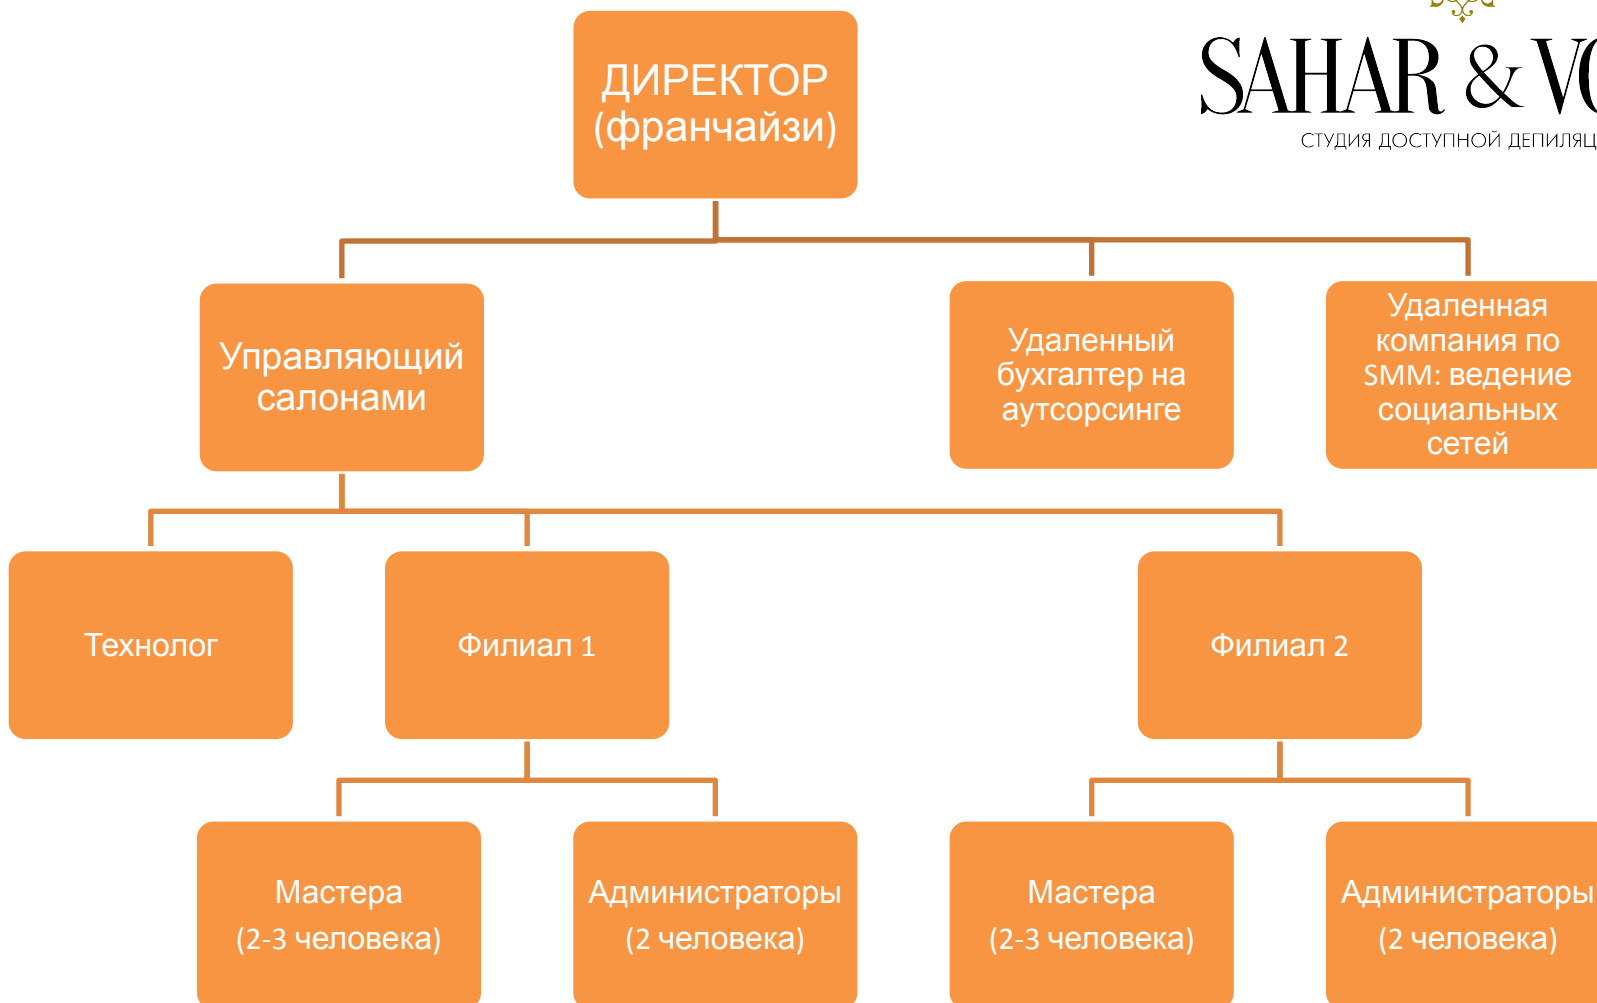 ДИРЕКТОР
(франчайзи)
SAHAR & VO
СТУДИЯ ДОСТУПНОЙ
Управляющий
салонами
Удаленный
бухгалтер на
аутсорсинге
Удаленная
компания по
SMM: ведение
социальных
сетей
Технолог
Филиал 1
Филиал 2
Мастера
(2-3 человека)
Администраторы
(2 человека)
Мастера
(2-3 человека)
Администраторы
(2 человека)